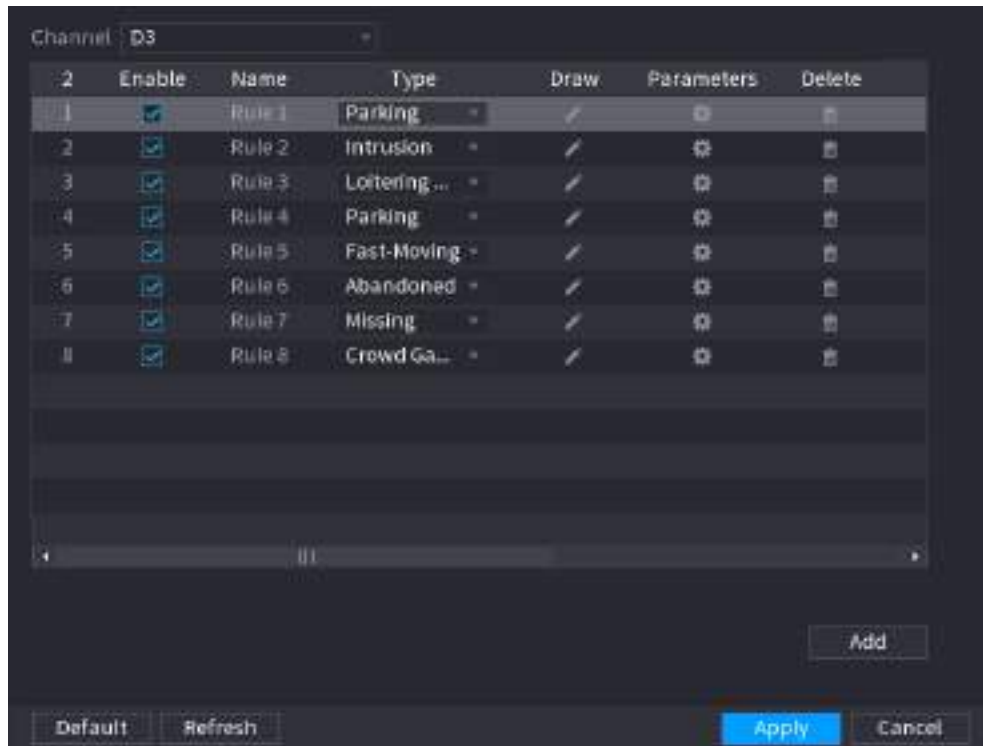 Channel D3
2 Enable Name Type Draw Parameters Delete
1 Rule 1 Parking
2 Rule 2 Intrusion
3 Rule 3 Loitering ...
4 Rule 4 Parking
5 Rule 5 Fast-Moving
6 Rule 6 Abandoned
7 Rule 7 Missing
8 Rule 8 Crowd Ga...
Add
Default Refresh Apply Cancel